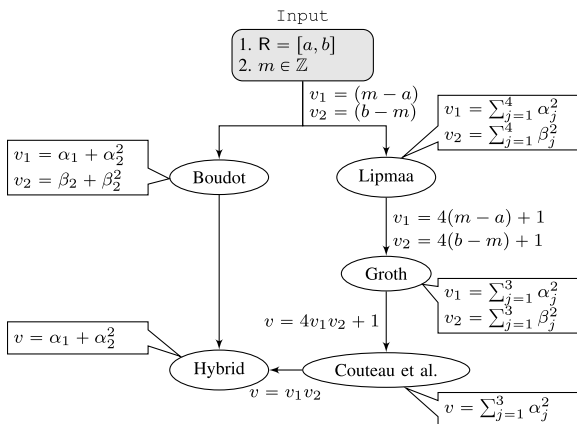 Input
1. R = [a, b]
2. m ∈ ℤ
v₁ = (m − a)
v₂ = (b − m)
v₁ = ∑⁴ⱼ₌₁ αⱼ²
v₂ = ∑⁴ⱼ₌₁ βⱼ²
v₁ = α₁ + α₂²
v₂ = β₂ + β₂²
Boudot
Lipmaa
v₁ = 4(m − a) + 1
v₂ = 4(b − m) + 1
Groth
v₁ = ∑³ⱼ₌₁ αⱼ²
v₂ = ∑³ⱼ₌₁ βⱼ²
v = 4v₁v₂ + 1
v = α₁ + α₂²
Hybrid
Couteau et al.
v = v₁v₂
v = ∑³ⱼ₌₁ αⱼ²